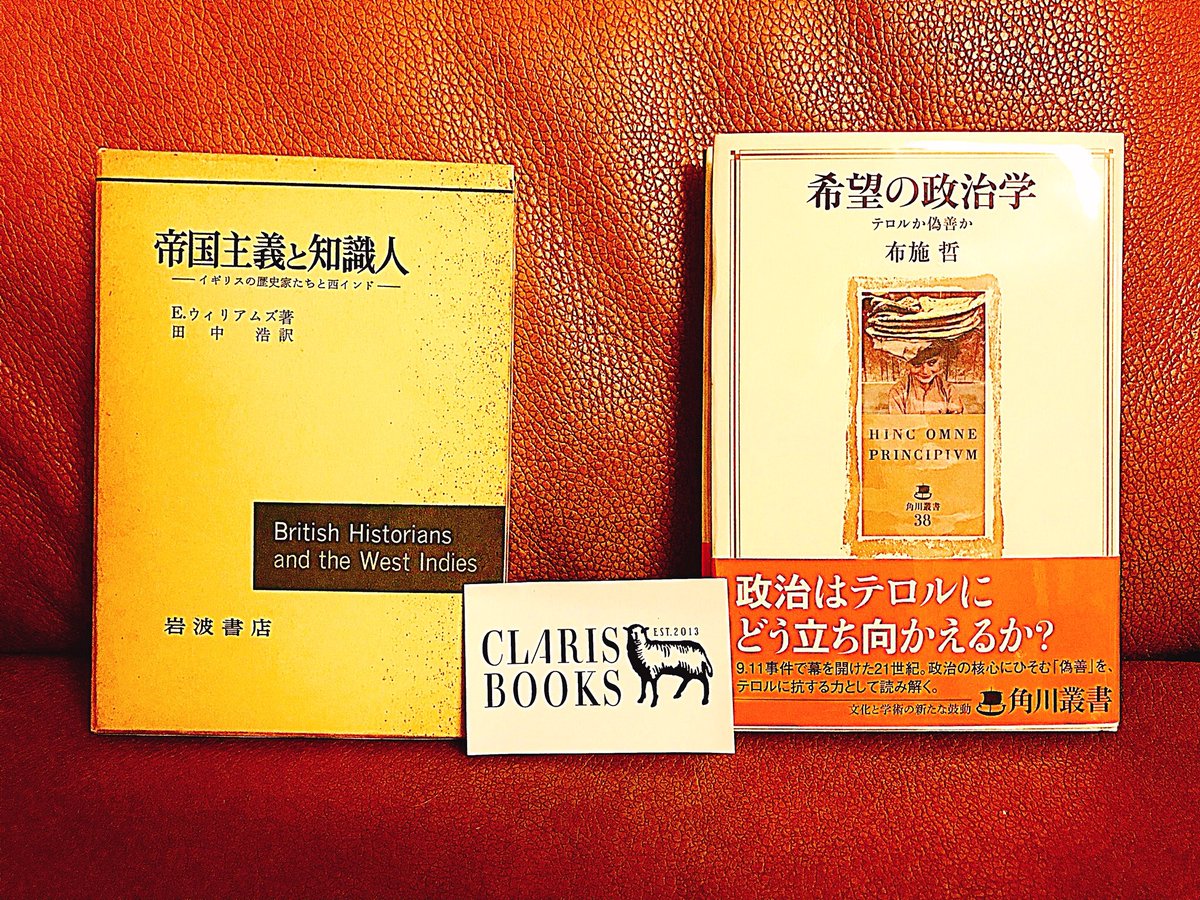 帝国主義と知識人
―イギリスの歴史家たちと西インド―
E.ウィリアムズ著
田中 浩訳
British Historians
and the West Indies
岩波書店
希望の政治学
テロルか偽善か
布施 哲
HINC OMNE
PRINCIPIVM
角川叢書
38
政治はテロルに
どう立ち向かえるか?
9.11事件で幕を開けた21世紀。政治の核心にひそむ「偽善」を、
テロルに抗する力として読み解く。
文化と学術の新たな鼓動 角川叢書
CLARIS EST.2013
BOOKS